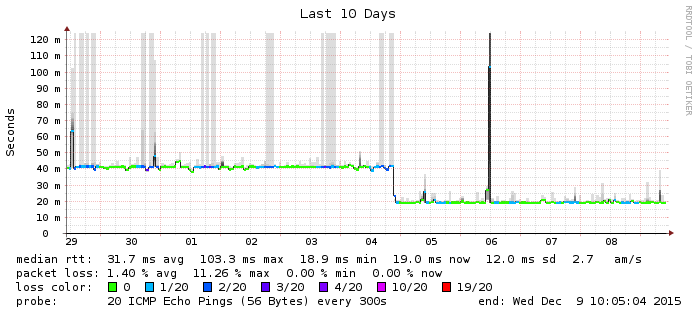 Last 10 Days
RRDTOOL / TOBI OETIKER
Seconds
120 m
110 m
100 m
90 m
80 m
70 m
60 m
50 m
40 m
30 m
20 m
10 m
0
29 30 01 02 03 04 05 06 07 08
median rtt: 31.7 ms avg 103.3 ms max 18.9 ms min 19.0 ms now 12.0 ms sd 2.7 am/s
packet loss: 1.40 % avg 11.26 % max 0.00 % min 0.00 % now
loss color: 0 1/20 2/20 3/20 4/20 10/20 19/20
probe: 20 ICMP Echo Pings (56 Bytes) every 300s end: Wed Dec 9 10:05:04 2015